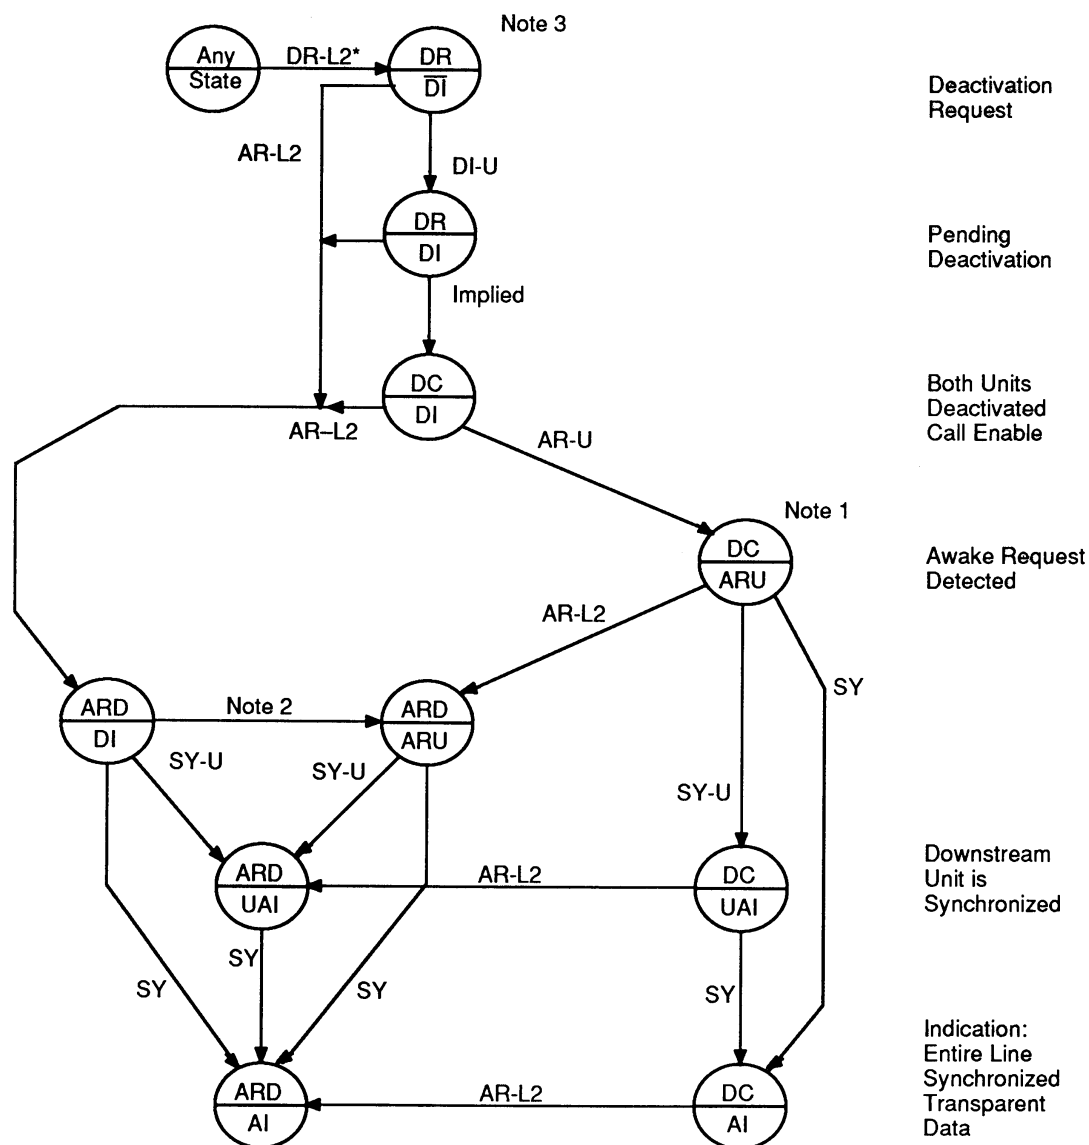 Note 3
Any
State
DR-L2*
DR
D̅I̅
Deactivation
Request
AR-L2
DI-U
DR
DI
Pending
Deactivation
Implied
DC
DI
Both Units
Deactivated
Call Enable
AR–L2
AR-U
Note 1
DC
ARU
Awake Request
Detected
AR-L2
SY
ARD
DI
Note 2
ARD
ARU
SY-U
SY-U
SY-U
ARD
UAI
AR-L2
DC
UAI
Downstream
Unit is
Synchronized
SY
SY
SY
SY
ARD
AI
AR-L2
DC
AI
Indication:
Entire Line
Synchronized
Transparent
Data